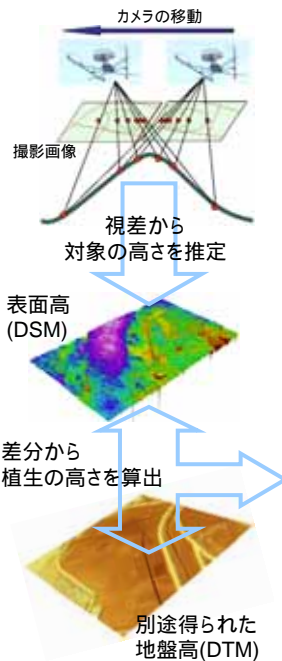 カメラの移動
撮影画像
視差から
対象の高さを推定
表面高
(DSM)
差分から
植生の高さを算出
別途得られた
地盤高(DTM)